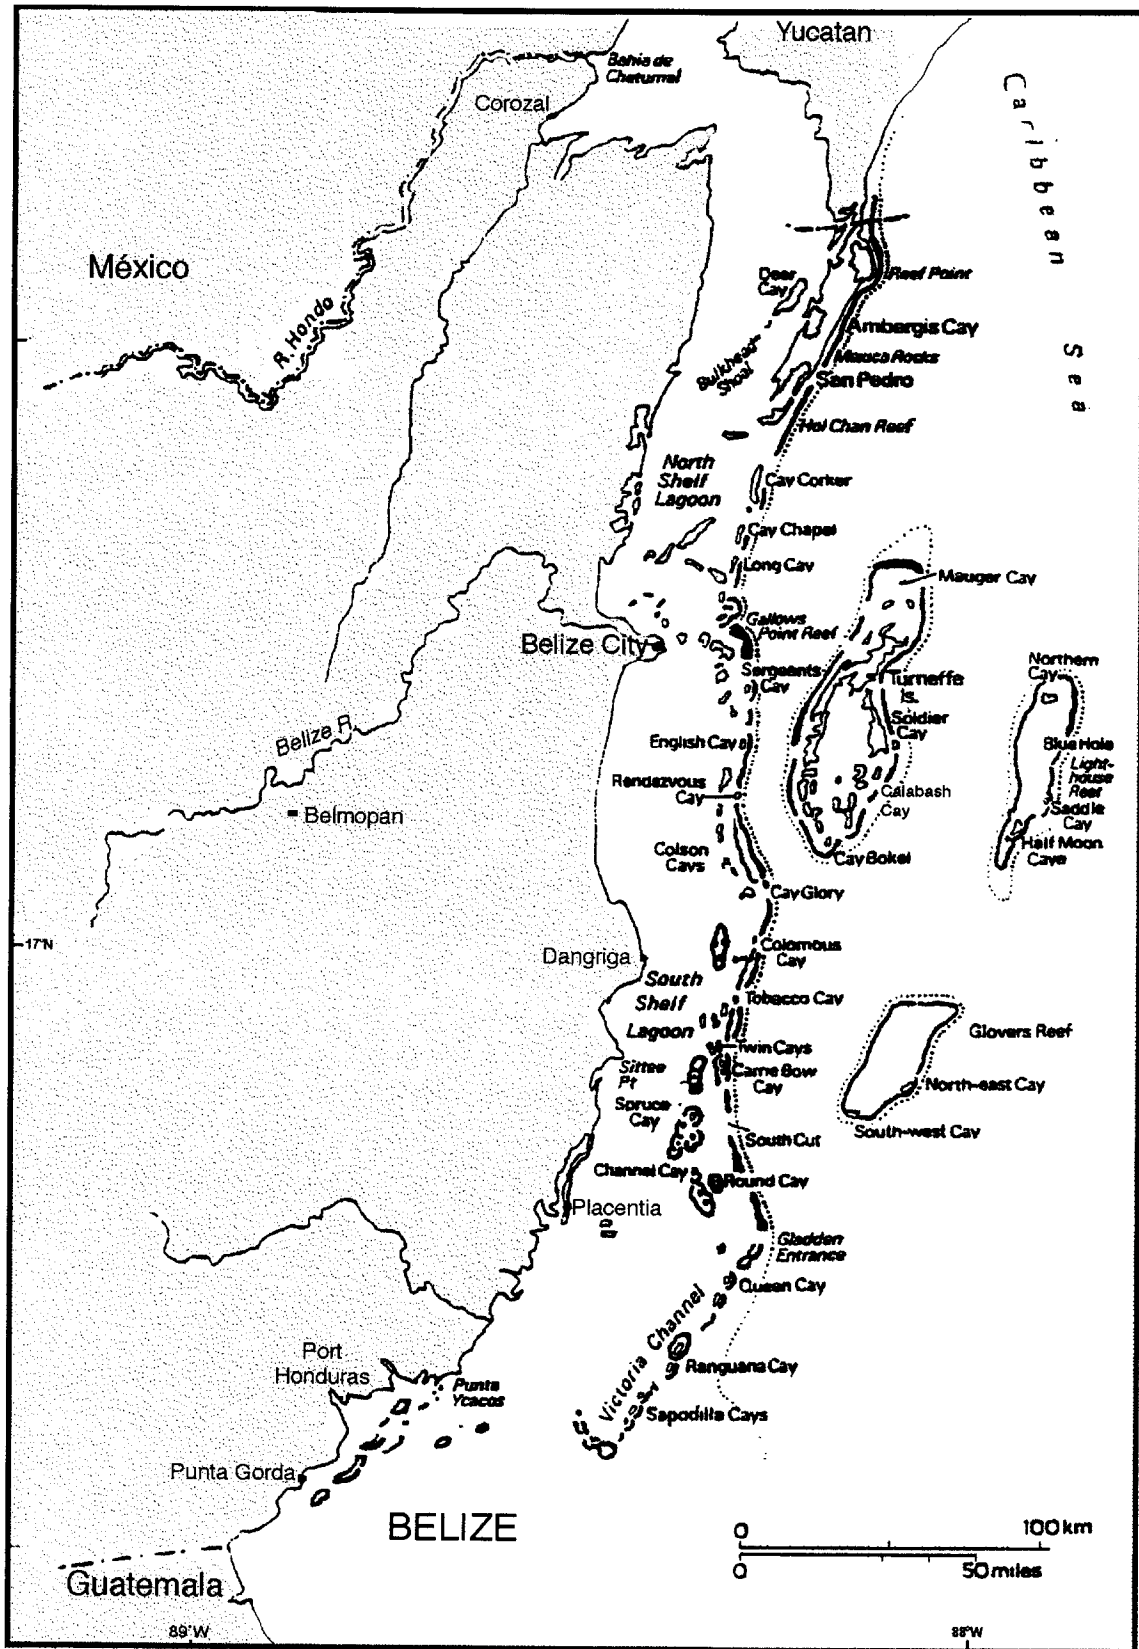 Yucatan
Bahia de
Chetumal
Corozal
Caribbean
Sea
México
R. Hondo
Deer
Cay
Reef Point
Ambergis Cay
Bulkhead
Shoal
Mauca Rocks
San Pedro
Hol Chan Reef
North
Shelf
Lagoon
Cay Corker
Cay Chapel
Long Cay
Mauger Cay
Gallows
Point Reef
Belize City
Sergeants
Cay
Northern
Cay
Turneffe
Is.
Soldier
Cay
Belize R.
English Cay
Blue Hole
Light-
house
Reef
Rendazvous
Cay
Calabash
Cay
Saddle
Cay
Belmopan
Half Moon
Caye
Colson
Cays
Cay Bokel
Cay Glory
17°N
Dangriga
Colomous
Cay
South
Shelf
Lagoon
Tobacco Cay
Glovers Reef
Twin Cays
Sittee
Pt
Carrie Bow
Cay
North-east Cay
Spruce
Cay
South-west Cay
South Cut
Channel Cay
Round Cay
Placentia
Gladden
Entrance
Queen Cay
Victoria Channel
Port
Honduras
Ranguana Cay
Punta
Ycacos
Sapodilla Cays
Punta Gorda
BELIZE
0
100 km
0
50 miles
Guatemala
89°W
88°W